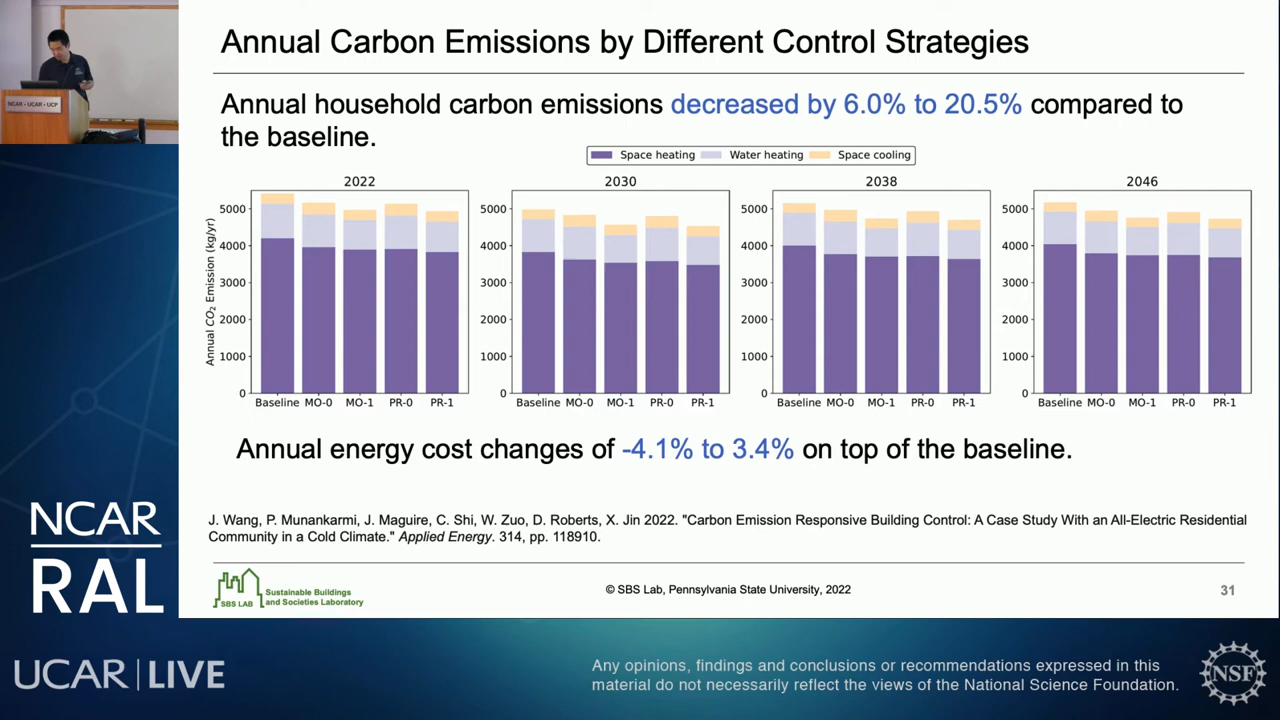 Annual Carbon Emissions by Different Control Strategies
NCAR • UCAR • UCP
Annual household carbon emissions decreased by 6.0% to 20.5% compared to
the baseline.
Space heating Water heating Space cooling
2022 2030 2038 2046
Annual CO₂ Emission (kg/yr)
5000 5000 5000 5000
4000 4000 4000 4000
3000 3000 3000 3000
2000 2000 2000 2000
1000 1000 1000 1000
0 0 0 0
Baseline MO-0 MO-1 PR-0 PR-1 Baseline MO-0 MO-1 PR-0 PR-1 Baseline MO-0 MO-1 PR-0 PR-1 Baseline MO-0 MO-1 PR-0 PR-1
Annual energy cost changes of -4.1% to 3.4% on top of the baseline.
J. Wang, P. Munankarmi, J. Maguire, C. Shi, W. Zuo, D. Roberts, X. Jin 2022. "Carbon Emission Responsive Building Control: A Case Study With an All-Electric Residential
Community in a Cold Climate." Applied Energy. 314, pp. 118910.
NCAR
RAL
SBS LAB
Sustainable Buildings
and Societies Laboratory
© SBS Lab, Pennsylvania State University, 2022
31
UCAR | LIVE
Any opinions, findings and conclusions or recommendations expressed in this
material do not necessarily reflect the views of the National Science Foundation.
NSF